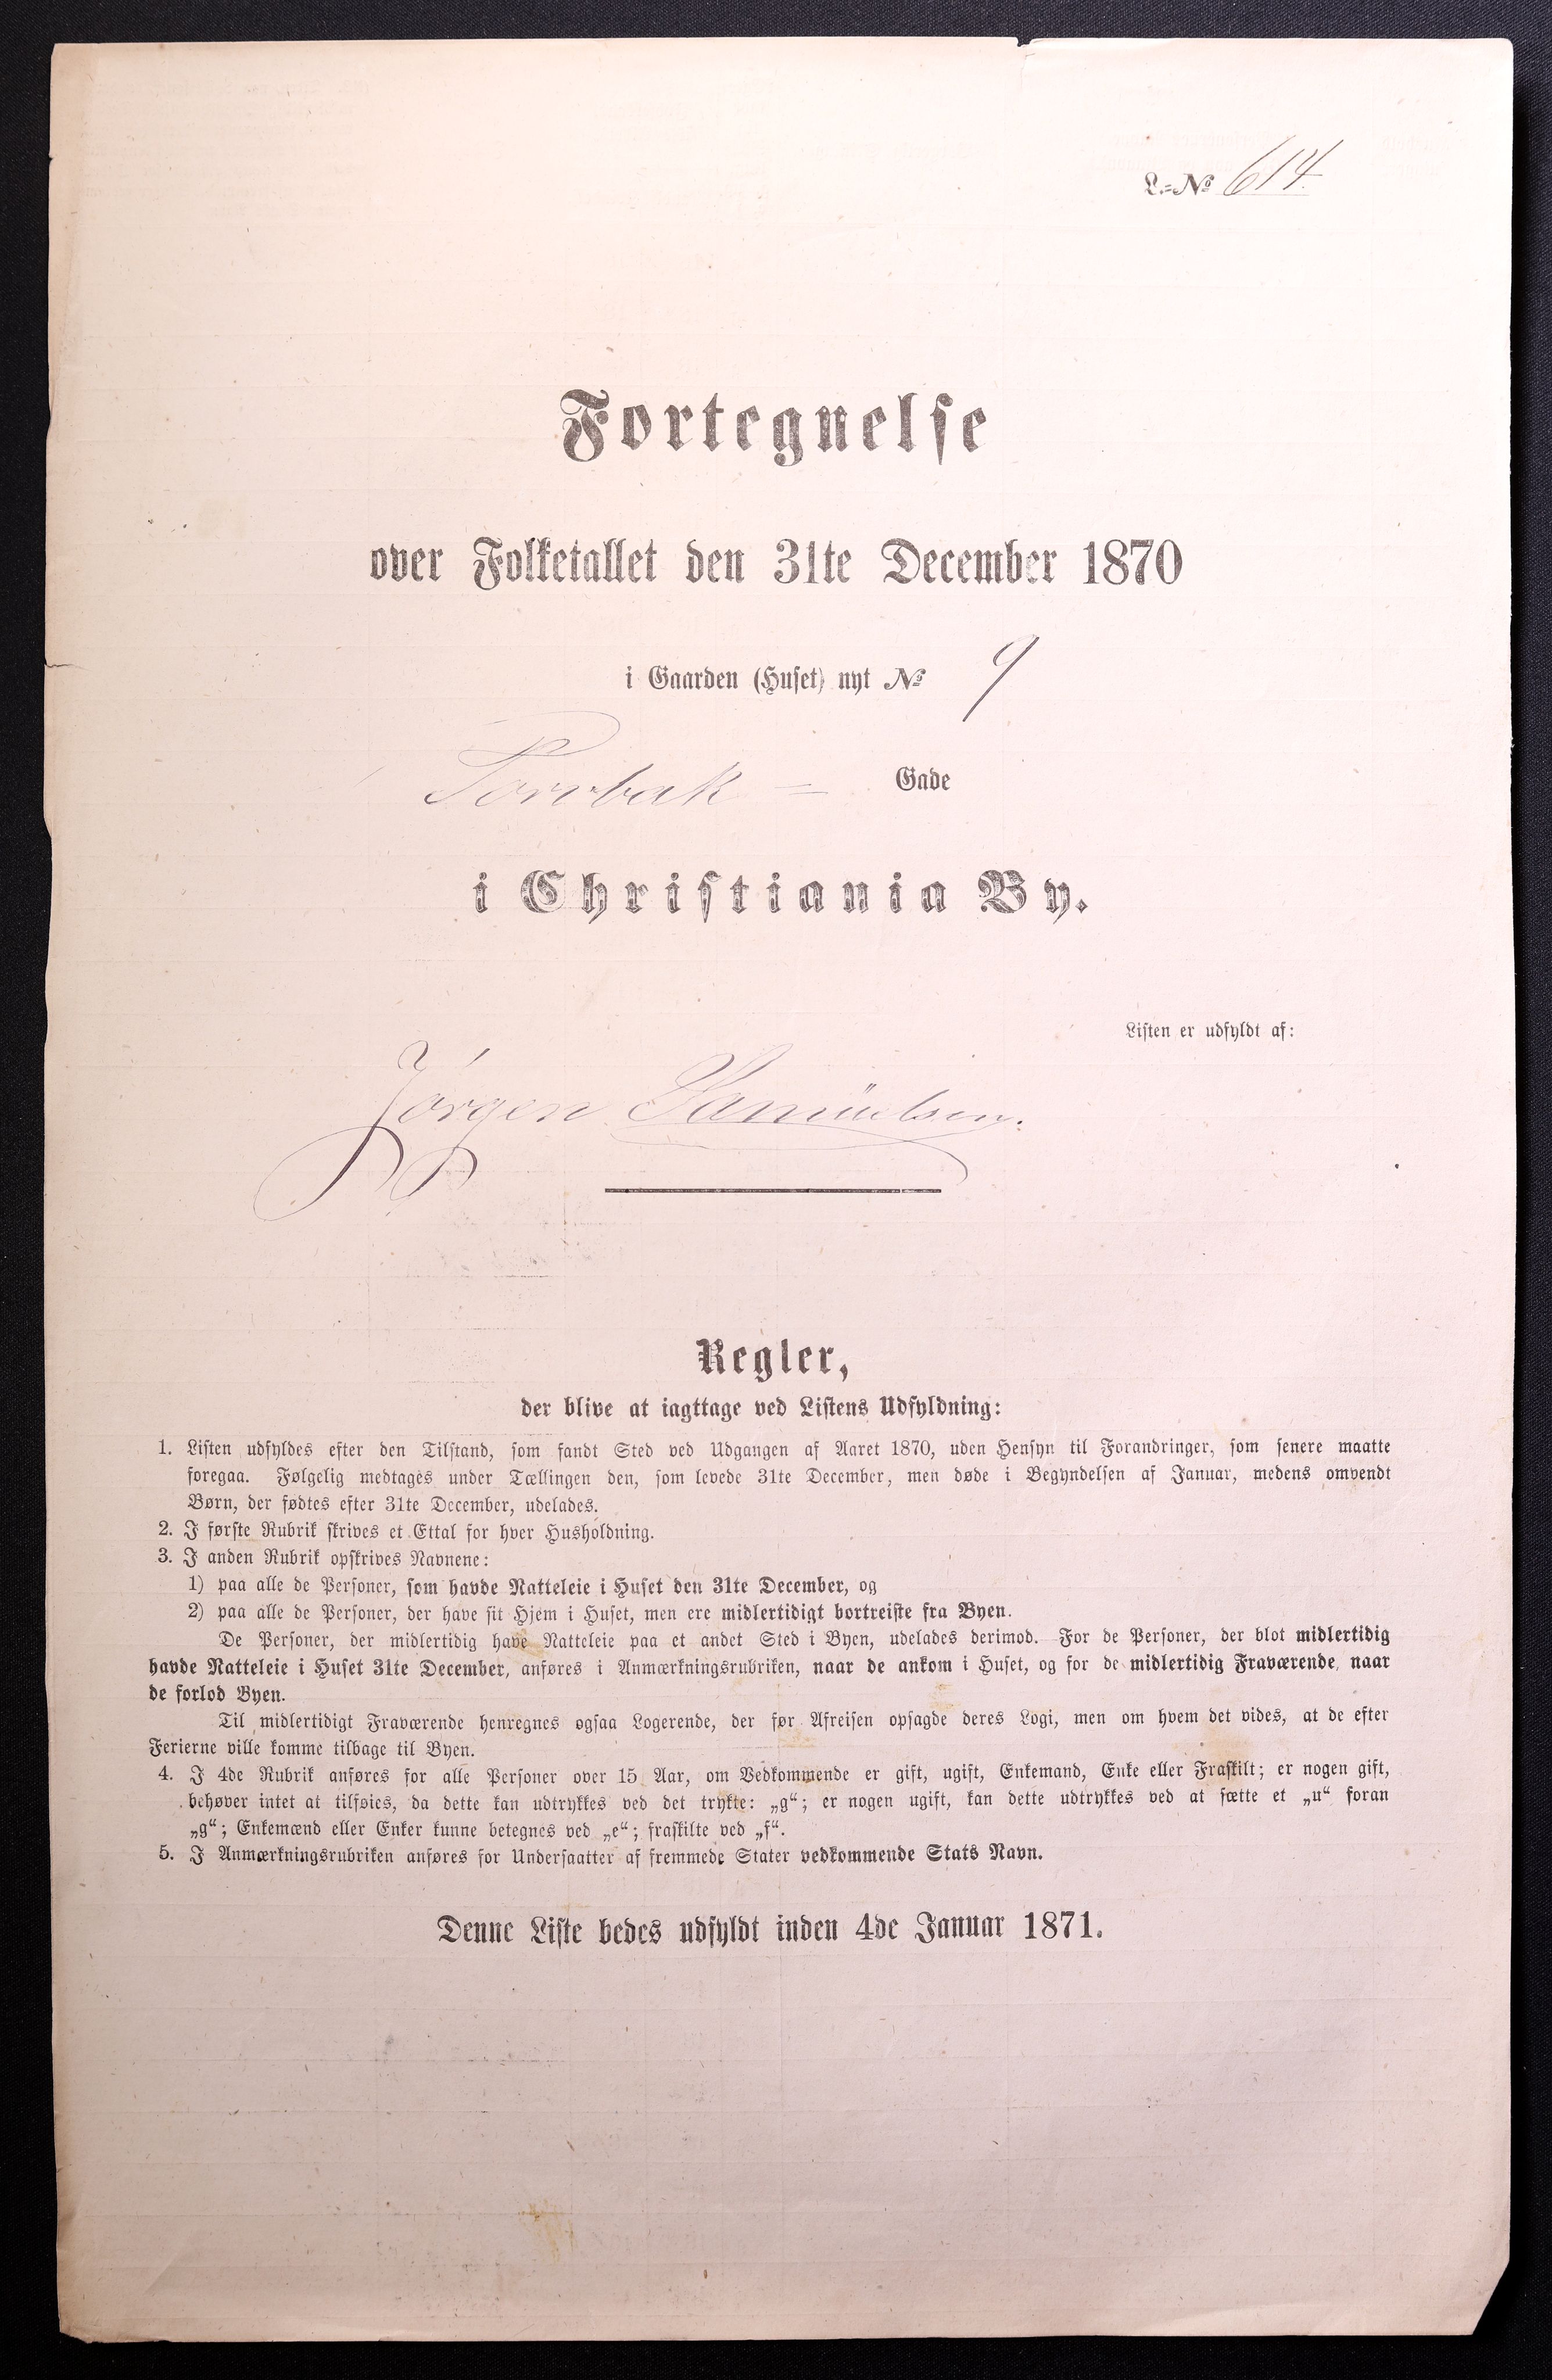 L.-No 614.
Fortegnelse
over Folketallet den 31te December 1870
i Gaarden (Huset) nyt No 9
Torvbak= Gade
i Christiania By.
Listen er udfyldt af:
Jørgen Samüelsen.
Regler,
der blive at iagttage ved Listens Udfyldning:
1. Listen udfyldes efter den Tilstand, som fandt Sted ved Udgangen af Aaret 1870, uden Hensyn til Forandringer, som senere maatte
foregaa. Følgelig medtages under Tællingen den, som levede 31te December, men døde i Begyndelsen af Januar, medens omvendt
Børn, der fødtes efter 31te December, udelades.
2. I første Rubrik skrives et Ettal for hver Husholdning.
3. I anden Rubrik opskrives Navnene:
1) paa alle de Personer, som havde Natteleie i Huset den 31te December, og
2) paa alle de Personer, der have sit Hjem i Huset, men ere midlertidigt bortreiste fra Byen.
De Personer, der midlertidig have Natteleie paa et andet Sted i Byen, udelades derimod. For de Personer, der blot midlertidig
havde Natteleie i Huset 31te December, anføres i Anmærkningsrubriken, naar de ankom i Huset, og for de midlertidig Fraværende, naar
de forlod Byen.
Til midlertidigt Fraværende henregnes ogsaa Logerende, der før Afreisen opsagde deres Logi, men om hvem det vides, at de efter
Ferierne ville komme tilbage til Byen.
4. I 4de Rubrik anføres for alle Personer over 15 Aar, om Vedkommende er gift, ugift, Enkemand, Enke eller Fraskilt; er nogen gift,
behøver intet at tilføies, da dette kan udtrykkes ved det trykte: „g“; er nogen ugift, kan dette udtrykkes ved at sætte et „u“ foran
„g“; Enkemænd eller Enker kunne betegnes ved „e“; fraskilte ved „f“.
5. I Anmærkningsrubriken anføres for Undersaatter af fremmede Stater vedkommende Stats Navn.
Denne Liste bedes udfyldt inden 4de Januar 1871.